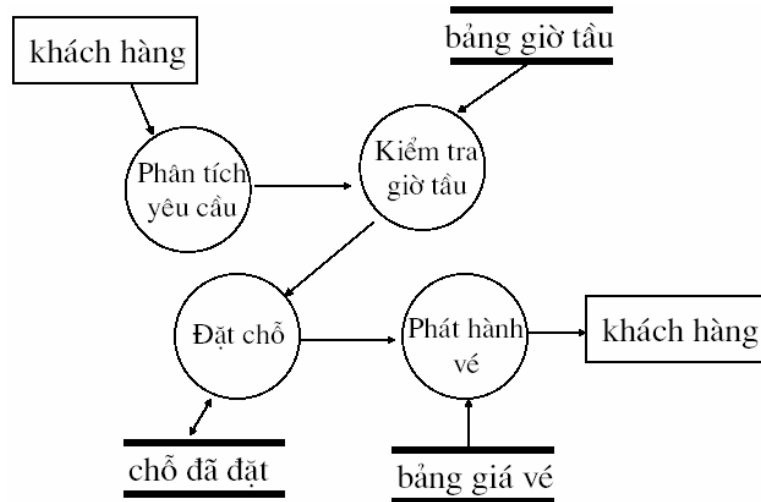 khách hàng
bảng giờ tầu
Phân tích
yêu cầu
Kiểm tra
giờ tầu
Đặt chỗ
Phát hành
vé
khách hàng
chỗ đã đặt
bảng giá vé